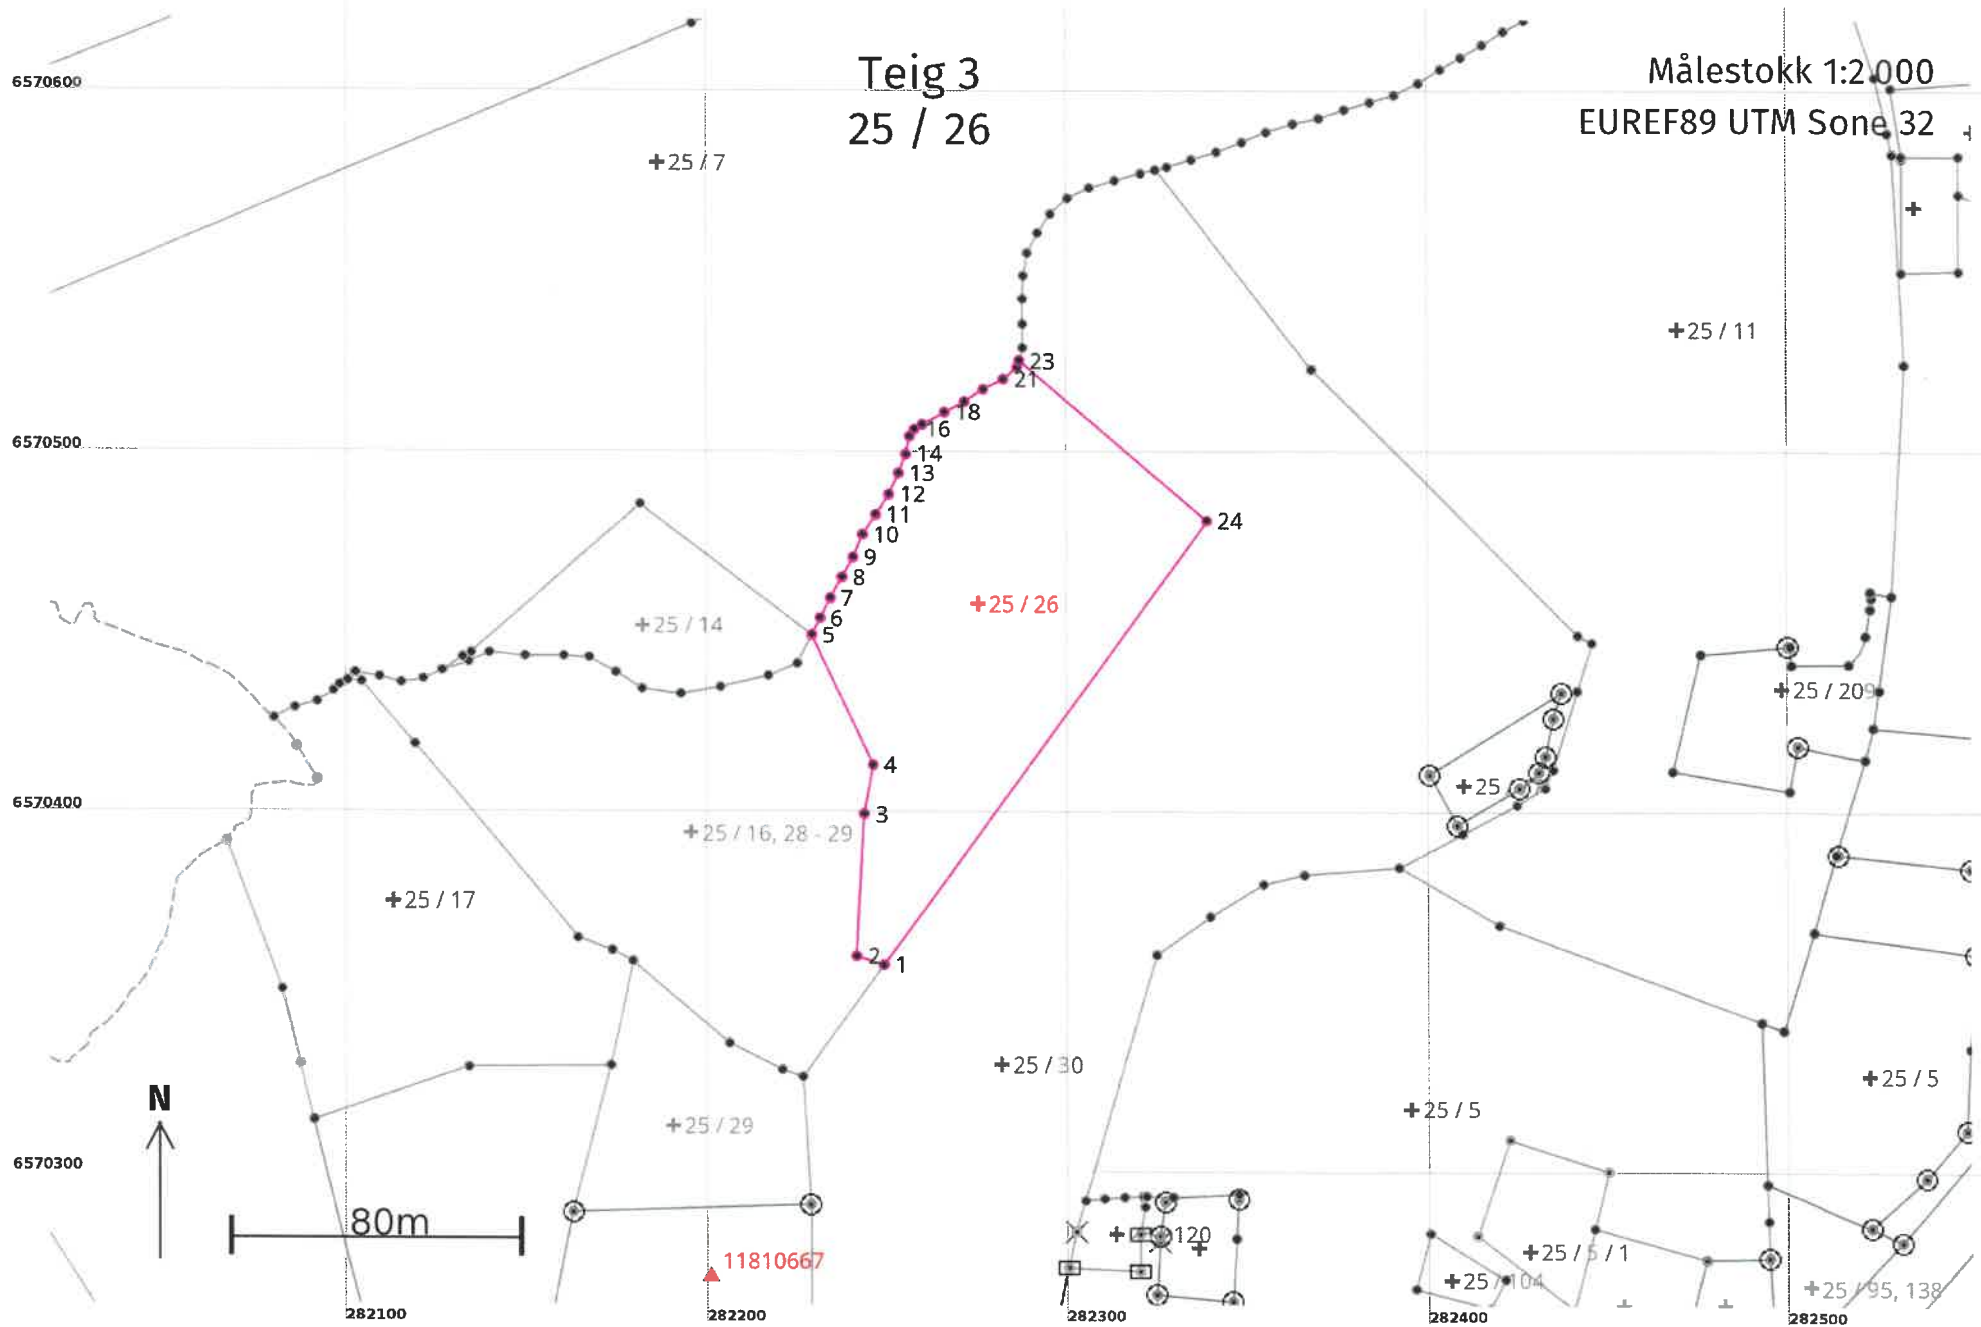 Teig 3
25 / 26
Målestokk 1:2 000
EUREF89 UTM Sone 32
6570600
+25 / 7
+25 / 11
23
21
18
16
6570500
14
13
12
11
10
9
8
7
6
5
24
+25 / 14
+25 / 26
+25 / 209
4
3
+25
6570400
+25 / 16, 28 - 29
+25 / 17
2
1
+25 / 30
+25 / 5
+25 / 5
N
+25 / 29
6570300
80m
120
+25 / 5 / 1
11810667
+25 / 104
+25 / 95, 138
282100
282200
282300
282400
282500